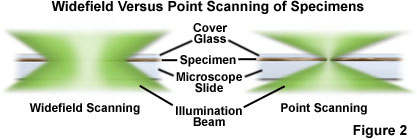 Widefield Versus Point Scanning of Specimens
Cover
Glass
Specimen
Microscope
Slide
Widefield Scanning
Illumination
Beam
Point Scanning
Figure 2